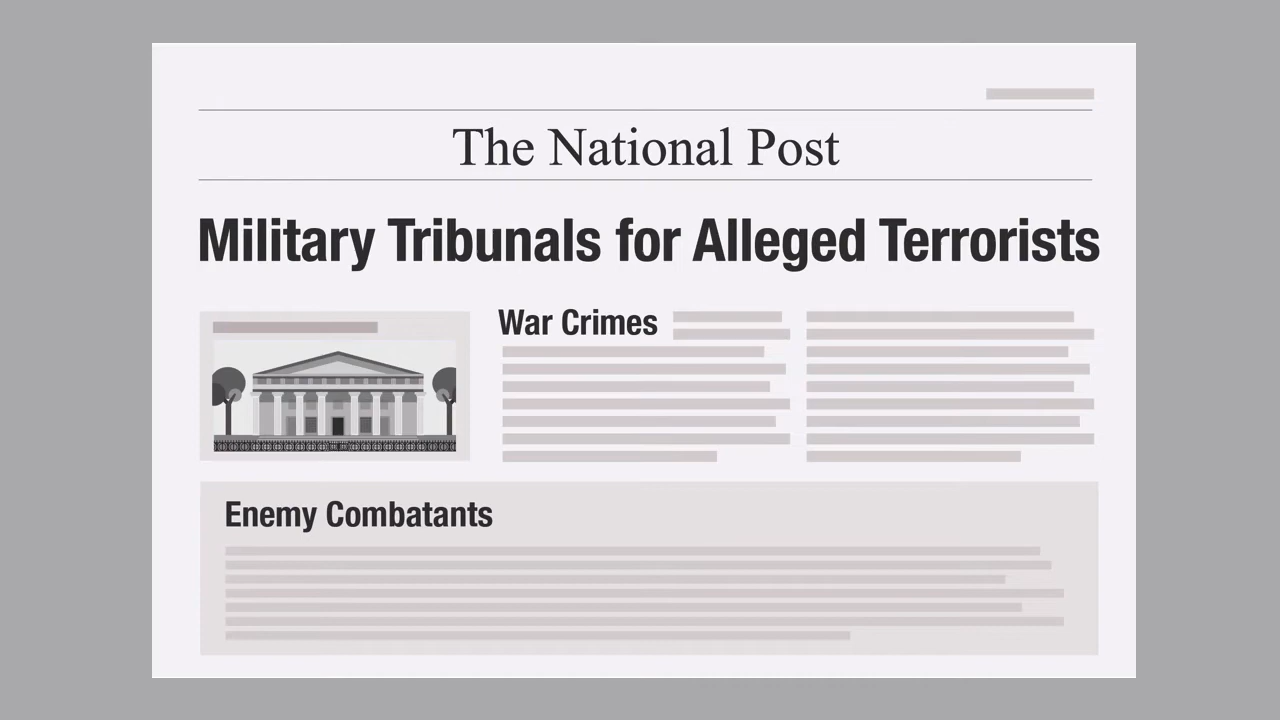 The National Post
Military Tribunals for Alleged Terrorists
War Crimes
Enemy Combatants